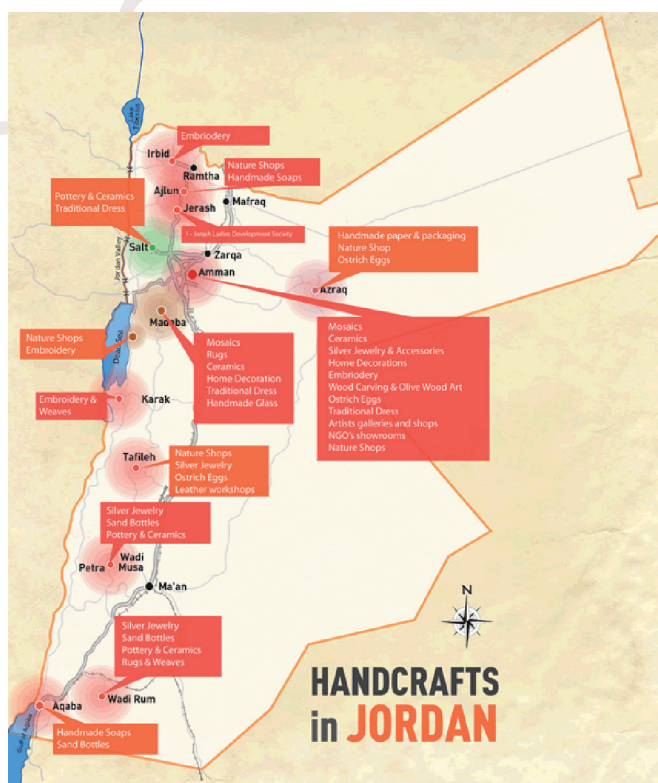 Lake Tiberius
Embriodery
Irbid
Ramtha
Nature Shops
Handmade Soaps
Ajlun
Jerash
Mafraq
Pottery & Ceramics
Traditional Dress
1 - Jerash Ladies Development Society
Salt
Jordan Valley
Zarqa
Amman
Handmade paper & packaging
Nature Shop
Ostrich Eggs
Azraq
Madaba
Dead Sea
Nature Shops
Embroidery
Mosaics
Rugs
Ceramics
Home Decoration
Traditional Dress
Handmade Glass
Mosaics
Ceramics
Silver Jewelry & Accessories
Home Decorations
Embriodery
Wood Carving & Olive Wood Art
Ostrich Eggs
Traditional Dress
Artists galleries and shops
NGO's showrooms
Nature Shops
Embroidery &
Weaves
Karak
Tafileh
Nature Shops
Silver Jewelry
Ostrich Eggs
Leather workshops
Silver Jewelry
Sand Bottles
Pottery & Ceramics
Petra
Wadi
Musa
Ma'an
Silver Jewelry
Sand Bottles
Pottery & Ceramics
Rugs & Weaves
Wadi Rum
Aqaba
Gulf of Aqaba
Handmade Soaps
Sand Bottles
N
HANDCRAFTS
in JORDAN